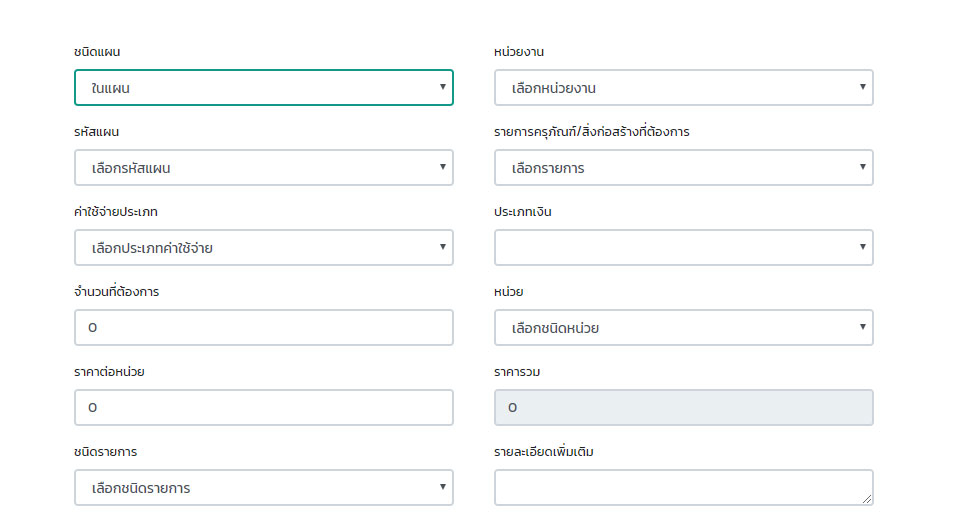 ชนิดแผน
หน่วยงาน
ในแผน
เลือกหน่วยงาน
รหัสแผน
รายการครุภัณฑ์/สิ่งก่อสร้างที่ต้องการ
เลือกรหัสแผน
เลือกรายการ
ค่าใช้จ่ายประเภท
ประเภทเงิน
เลือกประเภทค่าใช้จ่าย
จำนวนที่ต้องการ
หน่วย
0
เลือกชนิดหน่วย
ราคาต่อหน่วย
ราคารวม
0
0
ชนิดรายการ
รายละเอียดเพิ่มเติม
เลือกชนิดรายการ